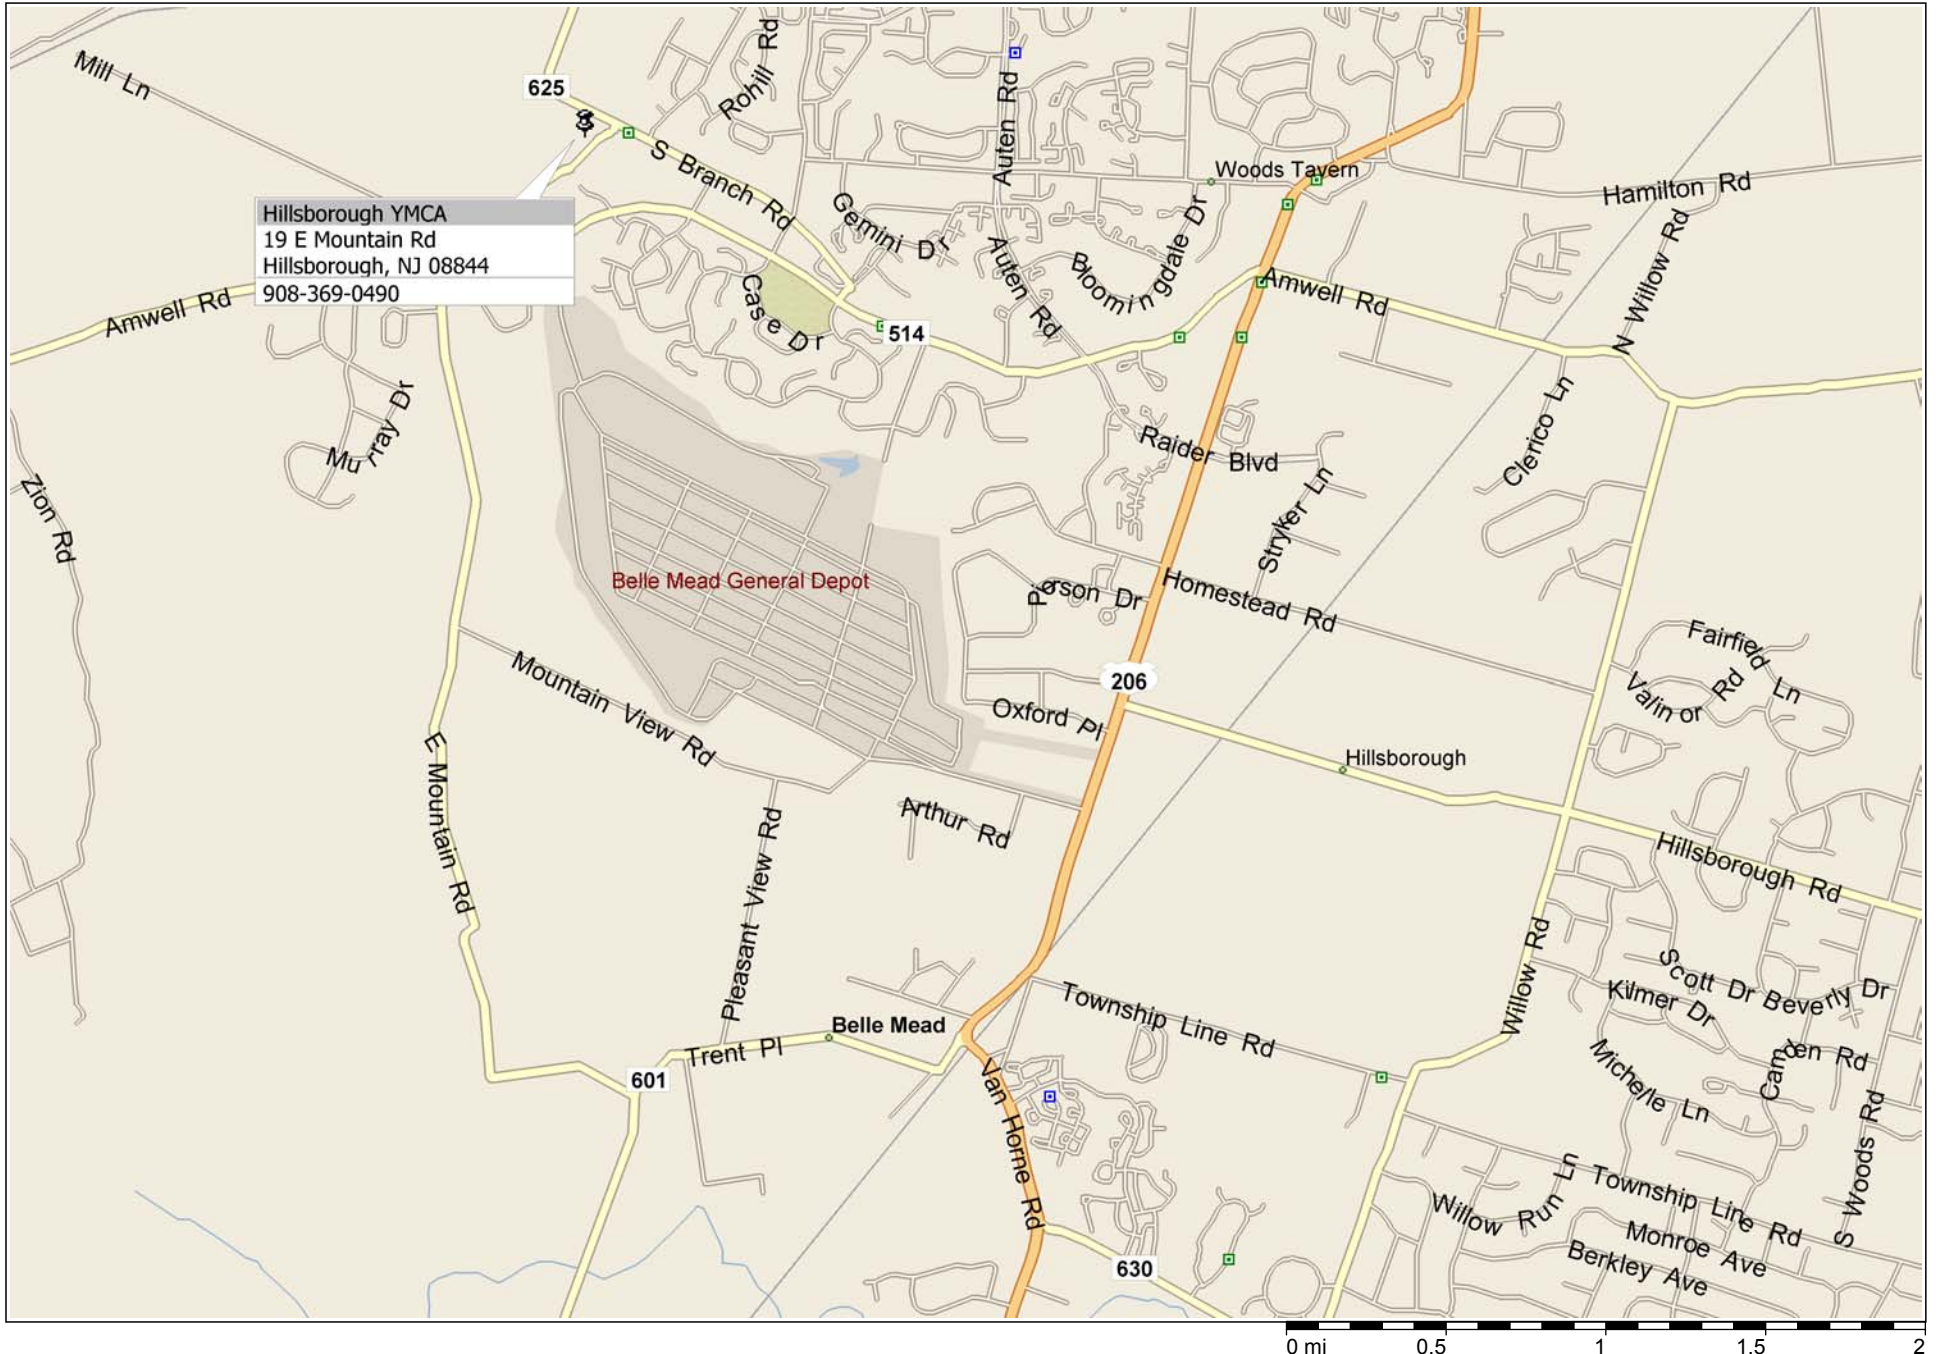 Mill Ln
625
Rohill Rd
Auten Rd
S Branch Rd
Woods Tavern
Hamilton Rd
Hillsborough YMCA
19 E Mountain Rd
Hillsborough, NJ 08844
908-369-0490
Gemini Dr
Auten Rd
Bloomingdale Dr
N Willow Rd
Amwell Rd
Amwell Rd
Case Dr
514
Murray Dr
Clerico Ln
Raider Blvd
Stryker Ln
Zion Rd
Belle Mead General Depot
Pierson Dr
Homestead Rd
Fairfield Ln
Valinor Rd
Mountain View Rd
206
Oxford Pl
Hillsborough
E Mountain Rd
Arthur Rd
Pleasant View Rd
Hillsborough Rd
Willow Rd
Scott Dr
Beverly Dr
Kilmer Dr
Township Line Rd
Belle Mead
Trent Pl
601
Camden Rd
Michele Ln
Van Horne Rd
S Woods Rd
Willow Run Ln
Township Line Rd
Monroe Ave
Berkley Ave
630
0 mi 0.5 1 1.5 2